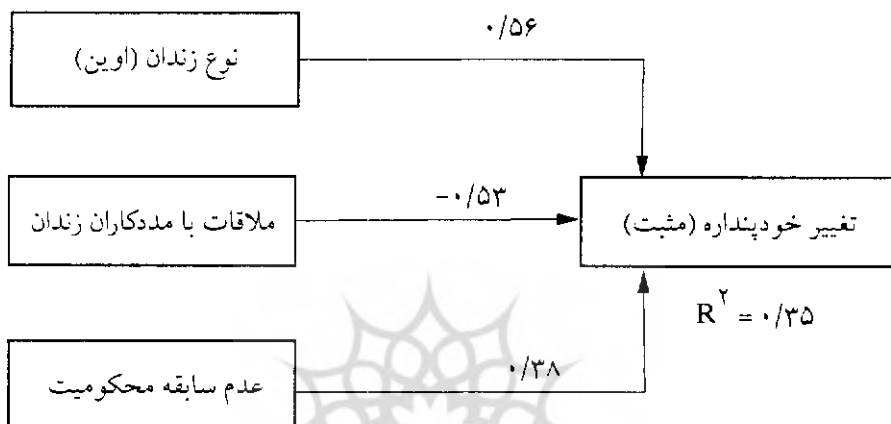 ۰/۵۶
نوع زندان (اوین)
-۰/۵۳
ملاقات با مددکاران زندان
تغییر خودپنداره (مثبت)
R² = ۰/۳۵
۰/۳۸
عدم سابقه محکومیت